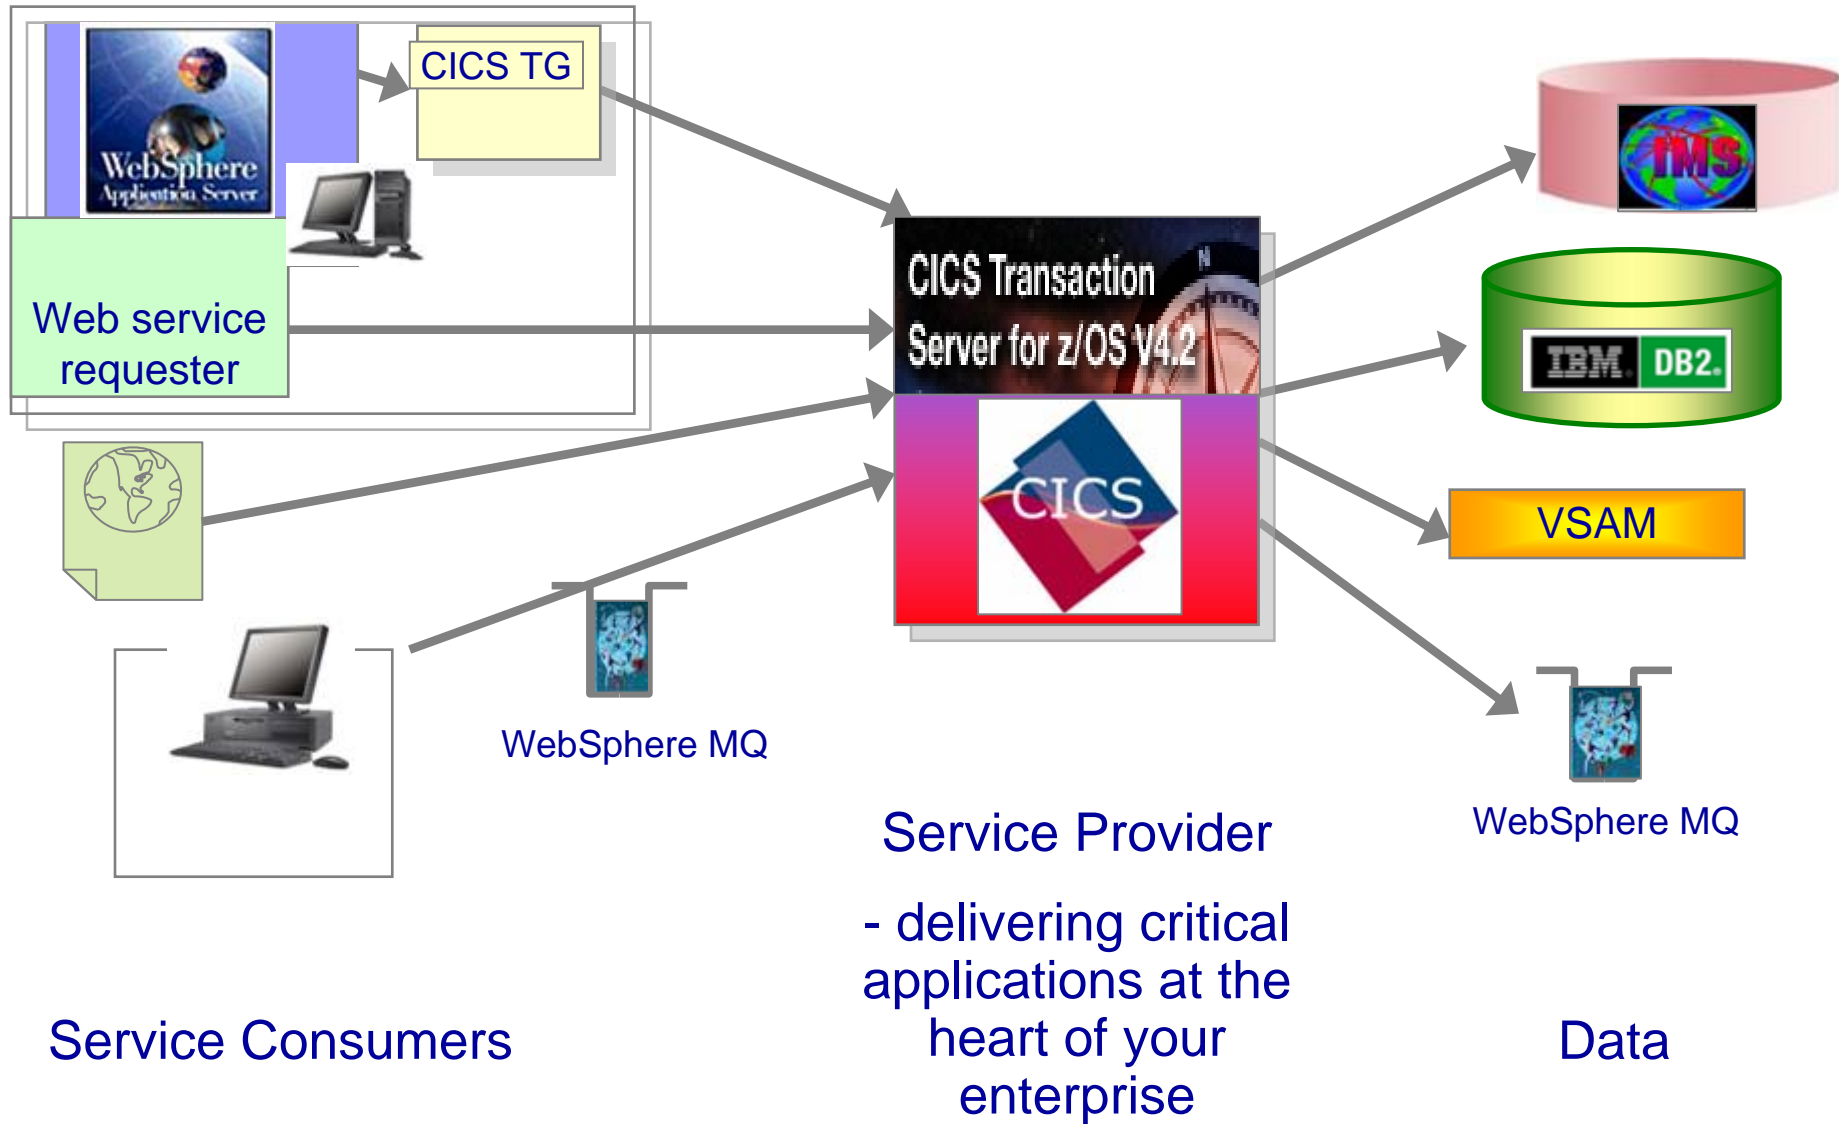 WebSphere
Application Server
CICS TG
Web service
requester
CICS Transaction
Server for z/OS V4.2
N
CICS
IMS
IBM. DB2.
VSAM
WebSphere MQ
WebSphere MQ
Service Provider
- delivering critical
applications at the
heart of your
enterprise
Service Consumers
Data